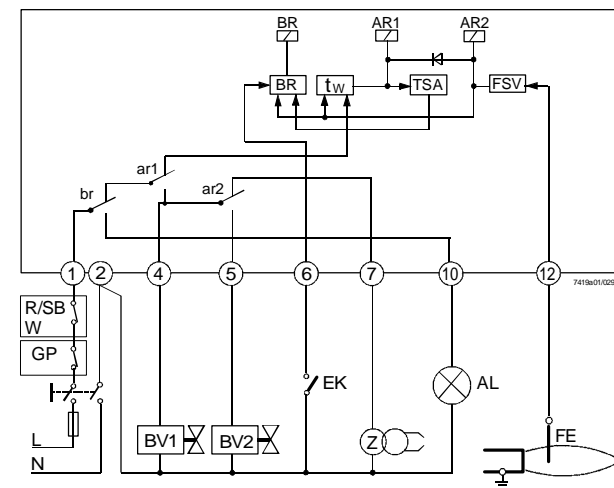 BR AR1 AR2
BR tw TSA FSV
ar1
br ar2
1 2 4 5 6 7 10 12
7419a01/029
R/SB
W
GP
EK AL
L BV1 BV2 Z FE
N